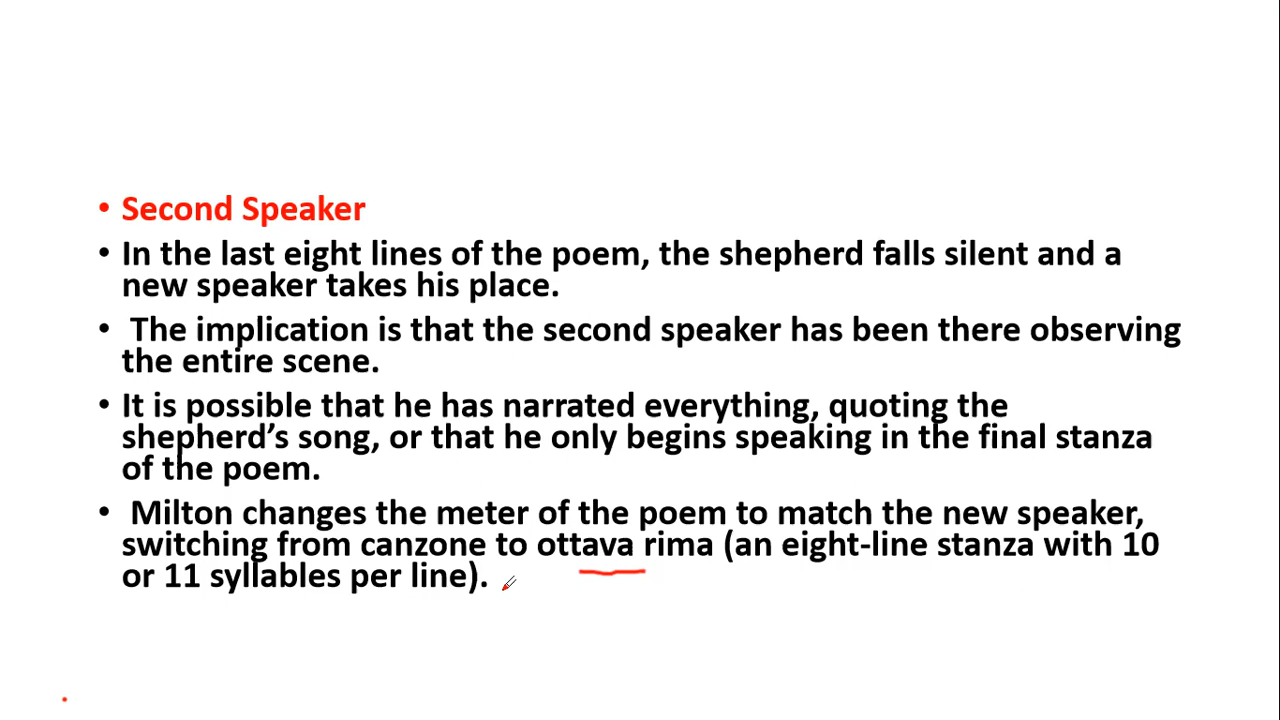 • Second Speaker
• In the last eight lines of the poem, the shepherd falls silent and a
new speaker takes his place.
• The implication is that the second speaker has been there observing
the entire scene.
• It is possible that he has narrated everything, quoting the
shepherd’s song, or that he only begins speaking in the final stanza
of the poem.
• Milton changes the meter of the poem to match the new speaker,
switching from canzone to ottava rima (an eight-line stanza with 10
or 11 syllables per line).